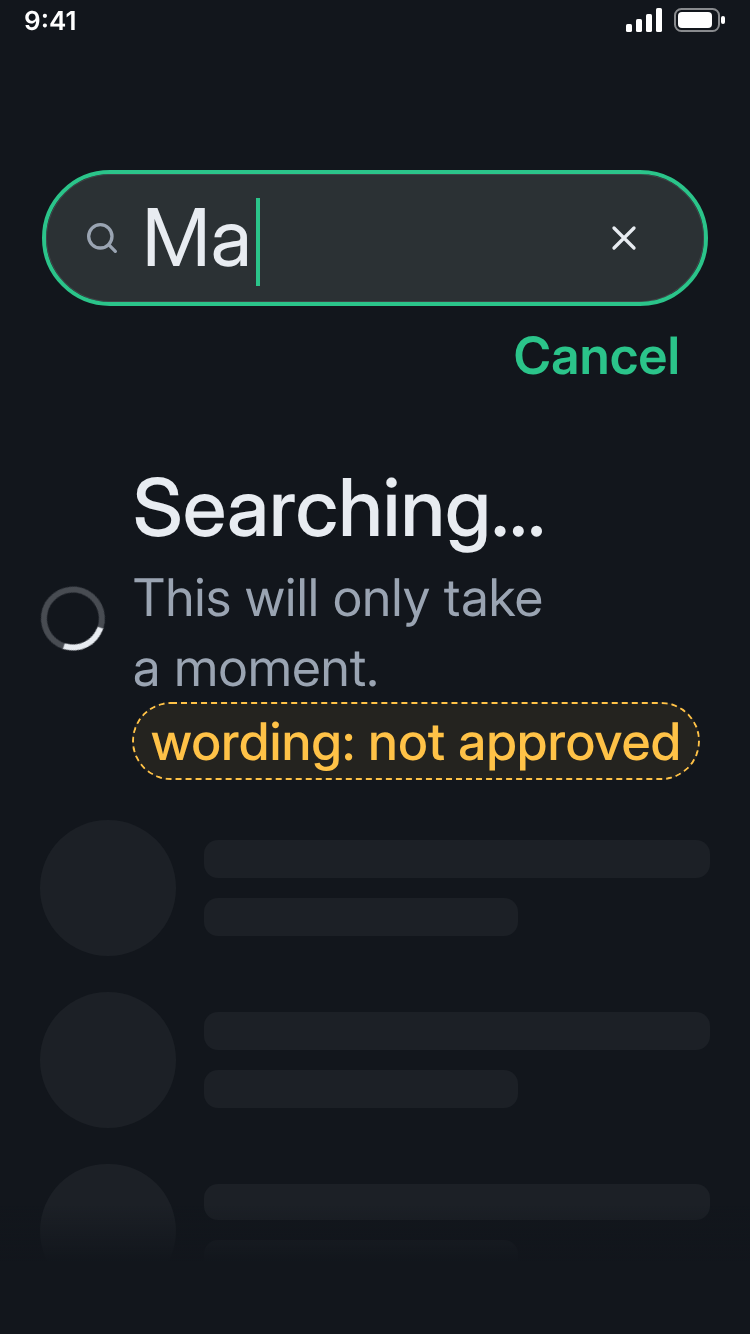 9:41
Ma
Cancel
Searching...
This will only take
a moment.
wording: not approved